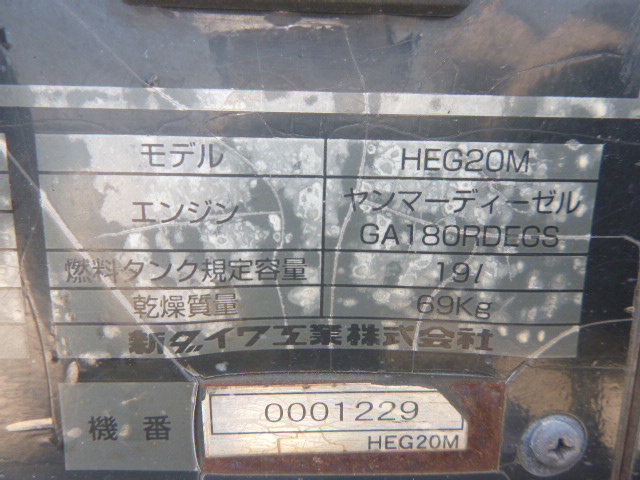 モデル HEG20M
エンジン ヤンマーディーゼル
GA180RDEGS
燃料タンク規定容量 19ℓ
乾燥質量 69Kg
新ダイワ工業株式会社
機番 0001229
HEG20M